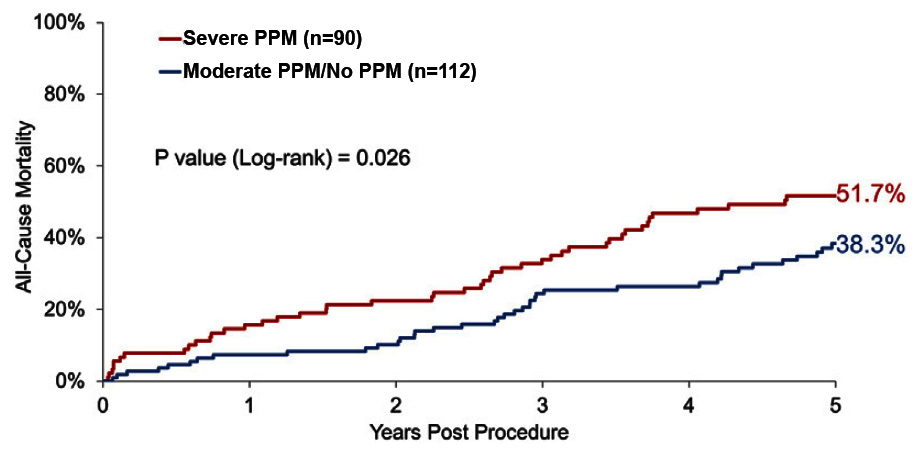 100%
Severe PPM (n=90)
Moderate PPM/No PPM (n=112)
80%
P value (Log-rank) = 0.026
60%
51.7%
All-Cause Mortality
40%
38.3%
20%
0%
0 1 2 3 4 5
Years Post Procedure